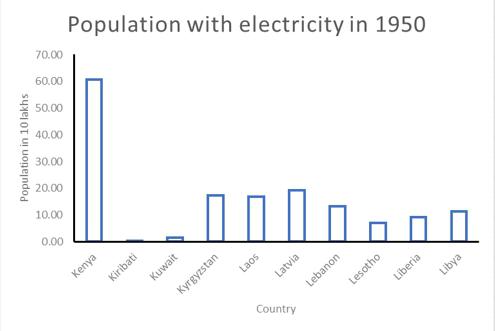 Population with electricity in 1950
70.00
60.00
50.00
40.00
30.00
20.00
10.00
0.00
Population in 10 lakhs
Kenya
Kiribati
Kuwait
Kyrgyzstan
Laos
Latvia
Lebanon
Lesotho
Liberia
Libya
Country